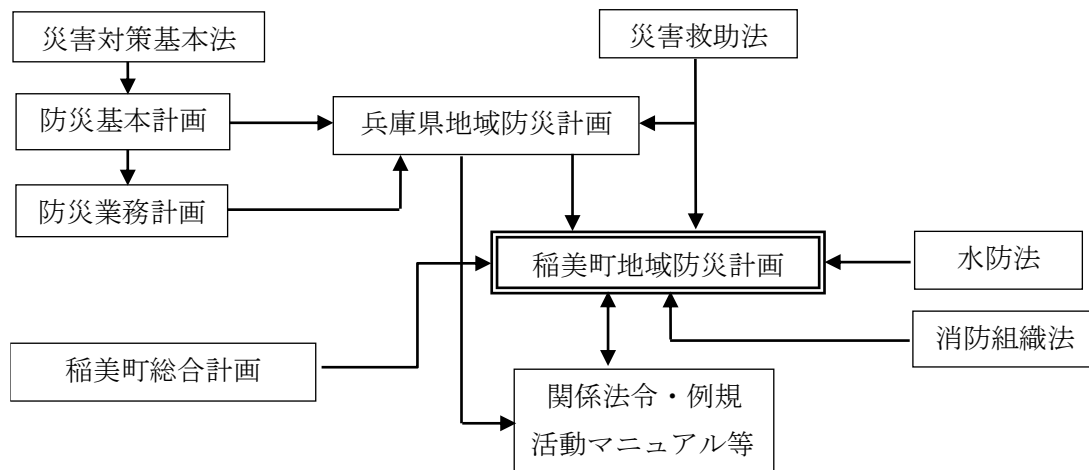 災害対策基本法
災害救助法
防災基本計画
兵庫県地域防災計画
防災業務計画
稲美町地域防災計画
水防法
消防組織法
稲美町総合計画
関係法令・例規
活動マニュアル等